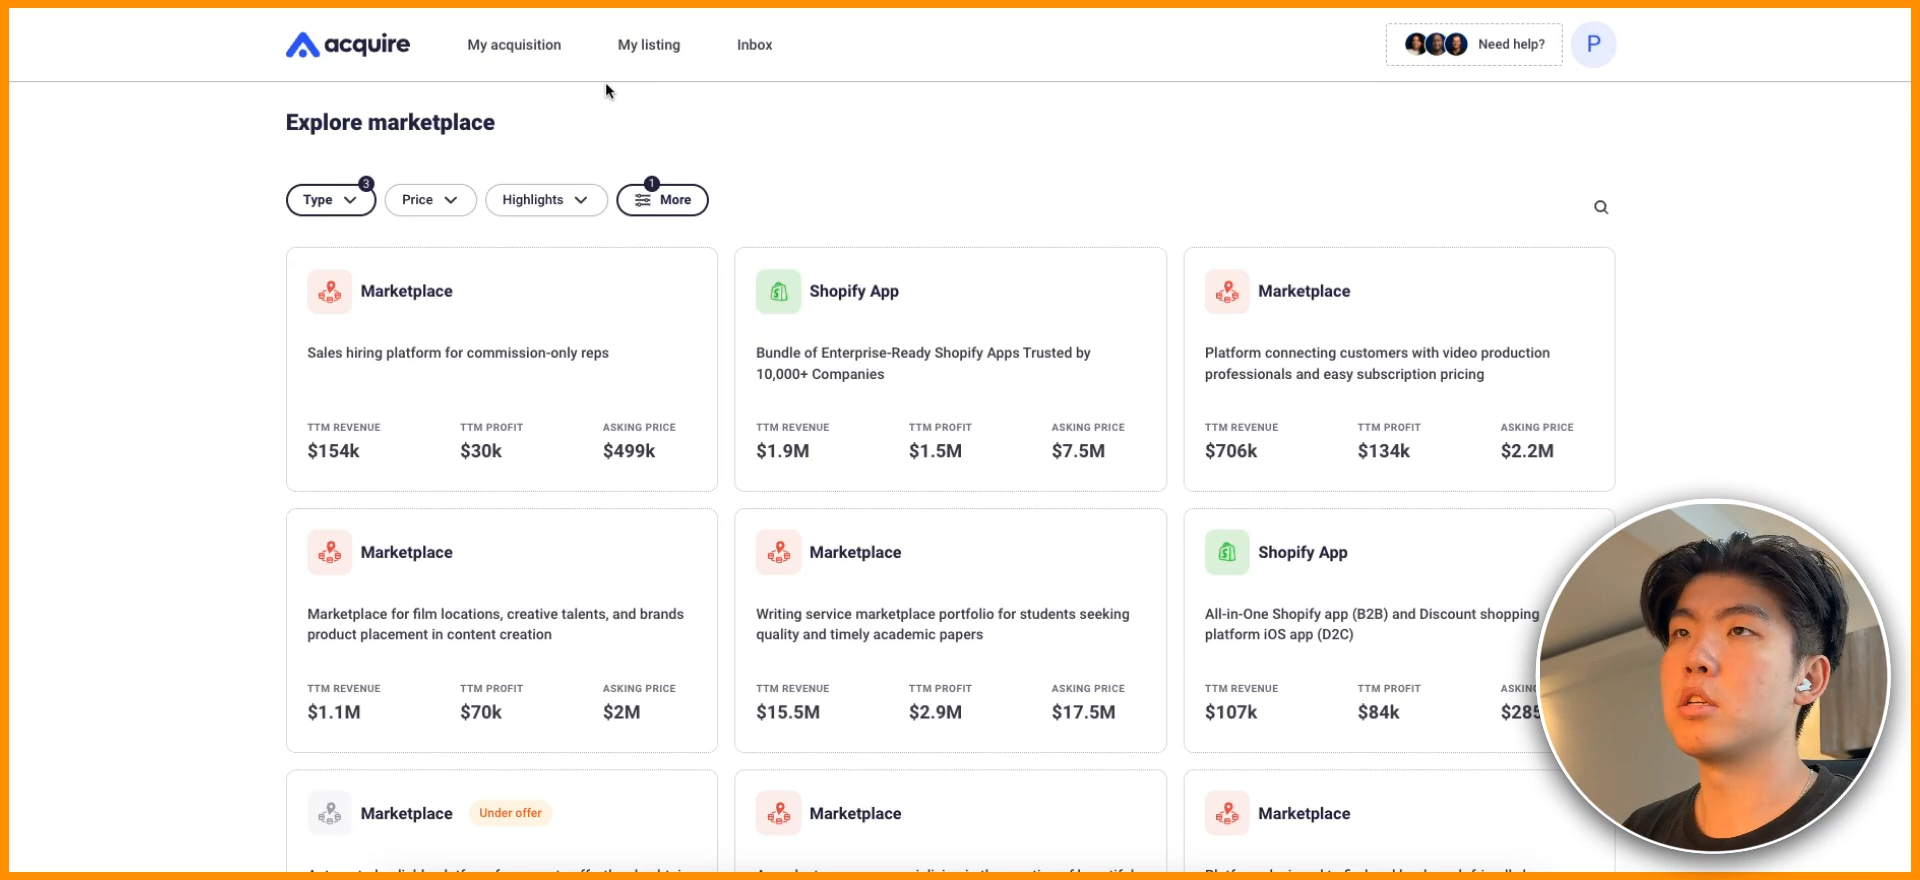 acquire
My acquisition
My listing
Inbox
Need help?
P
Explore marketplace
Type
3
Price
Highlights
More
1
Marketplace
Sales hiring platform for commission-only reps
TTM REVENUE
TTM PROFIT
ASKING PRICE
$154k
$30k
$499k
Shopify App
Bundle of Enterprise-Ready Shopify Apps Trusted by
10,000+ Companies
TTM REVENUE
TTM PROFIT
ASKING PRICE
$1.9M
$1.5M
$7.5M
Marketplace
Platform connecting customers with video production
professionals and easy subscription pricing
TTM REVENUE
TTM PROFIT
ASKING PRICE
$706k
$134k
$2.2M
Marketplace
Marketplace for film locations, creative talents, and brands
product placement in content creation
TTM REVENUE
TTM PROFIT
ASKING PRICE
$1.1M
$70k
$2M
Marketplace
Writing service marketplace portfolio for students seeking
quality and timely academic papers
TTM REVENUE
TTM PROFIT
ASKING PRICE
$15.5M
$2.9M
$17.5M
Shopify App
All-in-One Shopify app (B2B) and Discount shopping
platform iOS app (D2C)
TTM REVENUE
TTM PROFIT
$107k
$84k
$285
Marketplace
Under offer
Marketplace
Marketplace